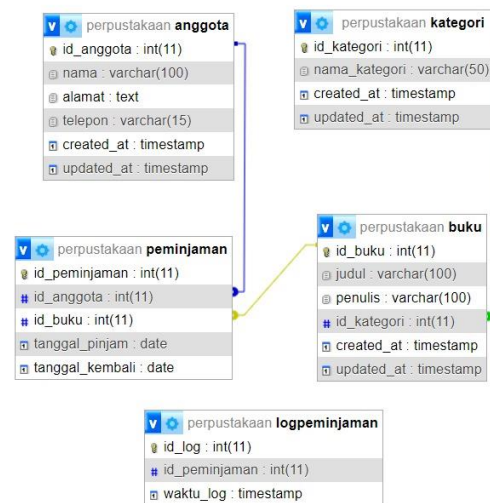 perpustakaan anggota
id_anggota : int(11)
nama : varchar(100)
alamat : text
telepon : varchar(15)
created_at : timestamp
updated_at : timestamp
perpustakaan kategori
id_kategori : int(11)
nama_kategori : varchar(50)
created_at : timestamp
updated_at : timestamp
perpustakaan peminjaman
id_peminjaman : int(11)
# id_anggota : int(11)
# id_buku : int(11)
tanggal_pinjam : date
tanggal_kembali : date
perpustakaan buku
id_buku : int(11)
judul : varchar(100)
penulis : varchar(100)
# id_kategori : int(11)
created_at : timestamp
updated_at : timestamp
perpustakaan logpeminjaman
id_log : int(11)
# id_peminjaman : int(11)
waktu_log : timestamp